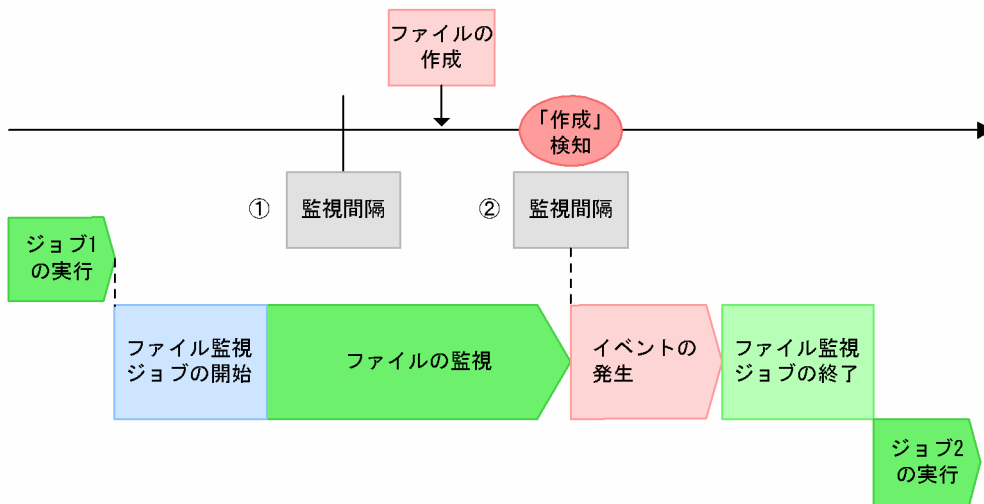 ファイルの
作成
「作成」
検知
① 監視間隔
② 監視間隔
ジョブ1
の実行
ファイル監視
ジョブの開始
ファイルの監視
イベントの
発生
ファイル監視
ジョブの終了
ジョブ2
の実行